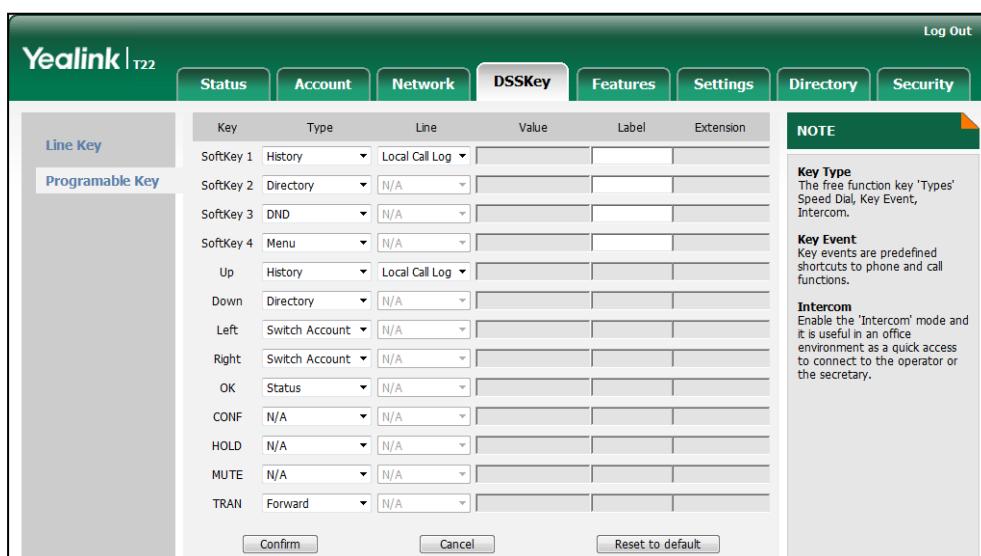 Log Out
Yealink T22
Status Account Network DSSKey Features Settings Directory Security
Line Key
Programable Key
Key Type Line Value Label Extension
SoftKey 1 History Local Call Log
SoftKey 2 Directory N/A
SoftKey 3 DND N/A
SoftKey 4 Menu N/A
Up History Local Call Log
Down Directory N/A
Left Switch Account N/A
Right Switch Account N/A
OK Status N/A
CONF N/A N/A
HOLD N/A N/A
MUTE N/A N/A
TRAN Forward N/A
Confirm Cancel Reset to default
NOTE
Key Type
The free function key 'Types'
Speed Dial, Key Event,
Intercom.
Key Event
Key events are predefined
shortcuts to phone and call
functions.
Intercom
Enable the 'Intercom' mode and
it is useful in an office
environment as a quick access
to connect to the operator or
the secretary.